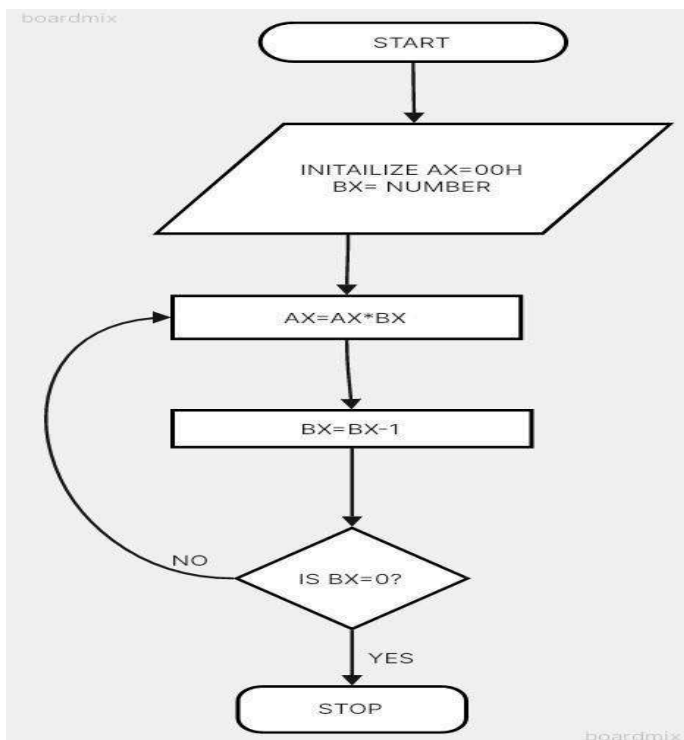 boardmix
START
INITAILIZE AX=00H
BX= NUMBER
AX=AX*BX
BX=BX-1
NO
IS BX=0?
YES
STOP
boardmix